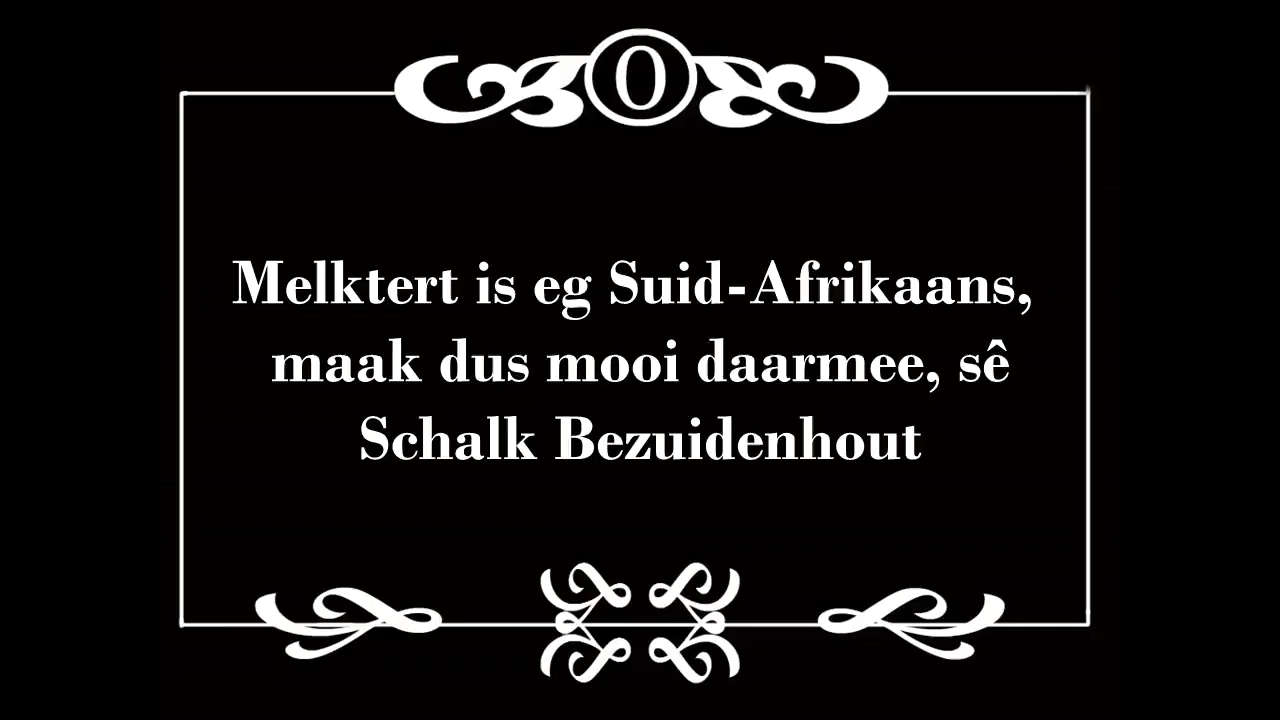 O
Melktert is eg Suid-Afrikaans,
maak dus mooi daarmee, sê
Schalk Bezuidenhout